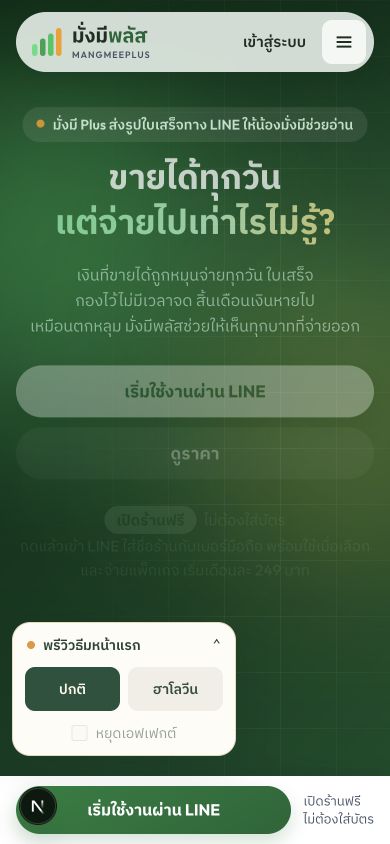 มั่งมีพลัส
MANGMEEPLUS
เข้าสู่ระบบ
มั่งมี Plus ส่งรูปใบเสร็จทาง LINE ให้น้องมั่งมีช่วยอ่าน
ขายได้ทุกวัน
แต่จ่ายไปเท่าไรไม่รู้?
เงินที่ขายได้ถูกหมุนจ่ายทุกวัน ใบเสร็จ
กองไว้ไม่มีเวลาจด สิ้นเดือนเงินหายไป
เหมือนตกหลุม มั่งมีพลัสช่วยให้เห็นทุกบาทที่จ่ายออก
เริ่มใช้งานผ่าน LINE
ดูราคา
เปิดร้านฟรี ไม่ต้องใส่บัตร
กดแล้วเข้า LINE ใส่ชื่อร้านกับเบอร์มือถือ พร้อมใช้เมื่อเลือก
และจ่ายแพ็กเกจ เริ่มเดือนละ 249 บาท
พรีวิวธีมหน้าแรก
ปกติ ฮาโลวีน
หยุดเอฟเฟกต์
N เริ่มใช้งานผ่าน LINE
เปิดร้านฟรี
ไม่ต้องใส่บัตร